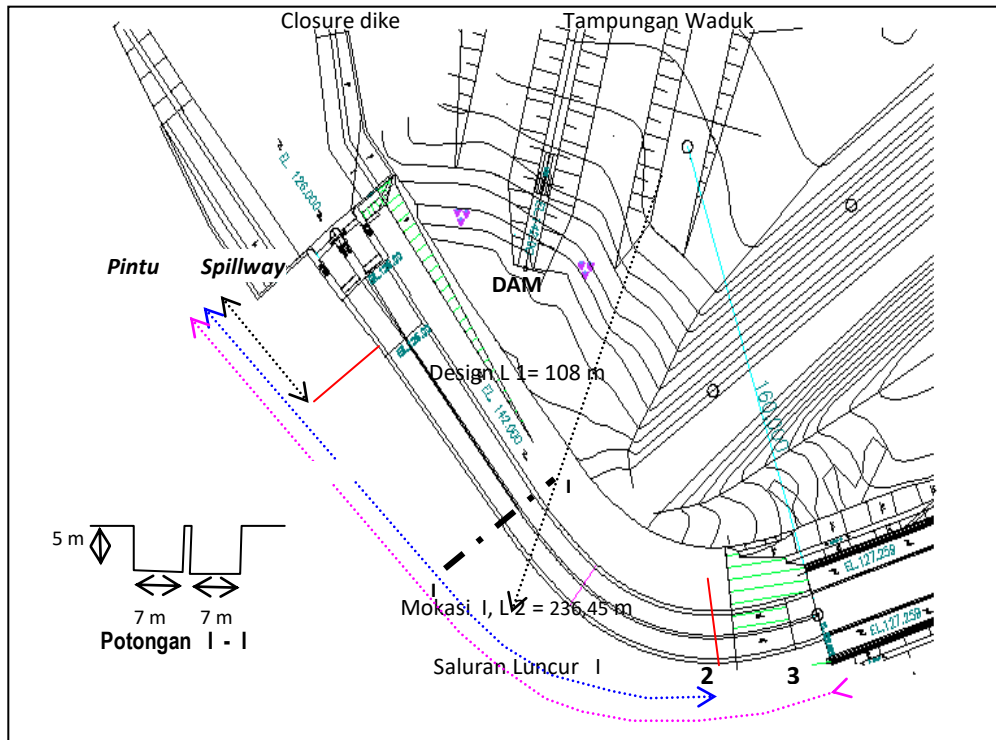 Closure dike
Tampungan Waduk
EL. 126.000
Pintu
Spillway
DAM
Design L 1= 108 m
EL. 142.000
160.000
I
5 m
7 m
7 m
Potongan I - I
I
Mokasi I, L 2 = 236.45 m
Saluran Luncur I
2
3
EL.127.259
EL.127.259